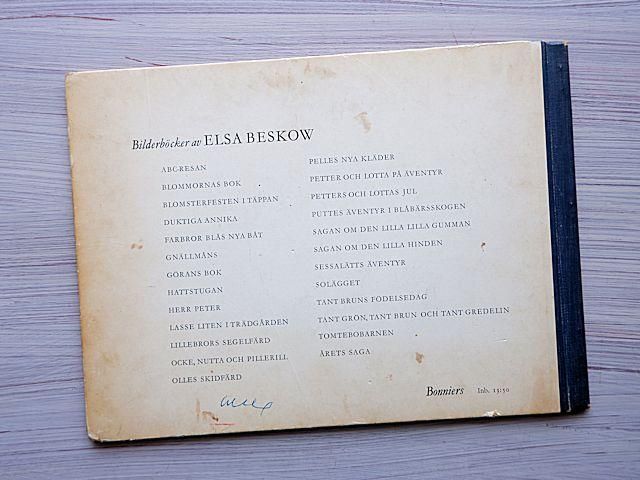 Bilderböcker av ELSA BESKOW
ABC-RESAN
BLOMMORNAS BOK
BLOMSTERFESTEN I TÄPPAN
DUKTIGA ANNIKA
FARBROR BLÅS NYA BÅT
GNÄLLMÅNS
GÖRANS BOK
HATTSTUGAN
HERR PETER
LASSE LITEN I TRÄDGÅRDEN
LILLEBRORS SEGELFÄRD
OCKE, NUTTA OCH PILLERILL
OLLES SKIDFÄRD
PELLES NYA KLÄDER
PETTER OCH LOTTA PÅ ÄVENTYR
PETTERS OCH LOTTAS JUL
PUTTES ÄVENTYR I BLÅBÄRSSKOGEN
SAGAN OM DEN LILLA LILLA GUMMAN
SAGAN OM DEN LILLA HINDEN
SESSALÄTTS ÄVENTYR
SOLÄGGET
TANT BRUNS FÖDELSEDAG
TANT GRÖN, TANT BRUN OCH TANT GREDELIN
TOMTEBOBARNEN
ÅRETS SAGA
Bonniers Inb. 13:50